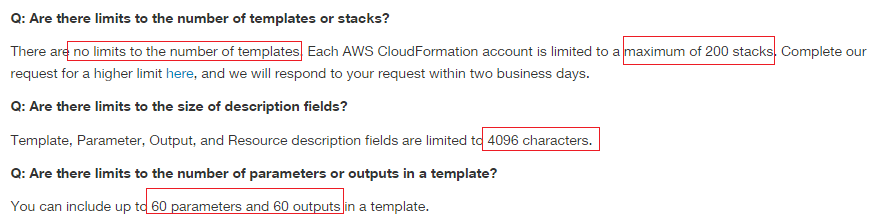 Q: Are there limits to the number of templates or stacks?
There are no limits to the number of templates. Each AWS CloudFormation account is limited to a maximum of 200 stacks. Complete our
request for a higher limit here, and we will respond to your request within two business days.
Q: Are there limits to the size of description fields?
Template, Parameter, Output, and Resource description fields are limited to 4096 characters.
Q: Are there limits to the number of parameters or outputs in a template?
You can include up to 60 parameters and 60 outputs in a template.